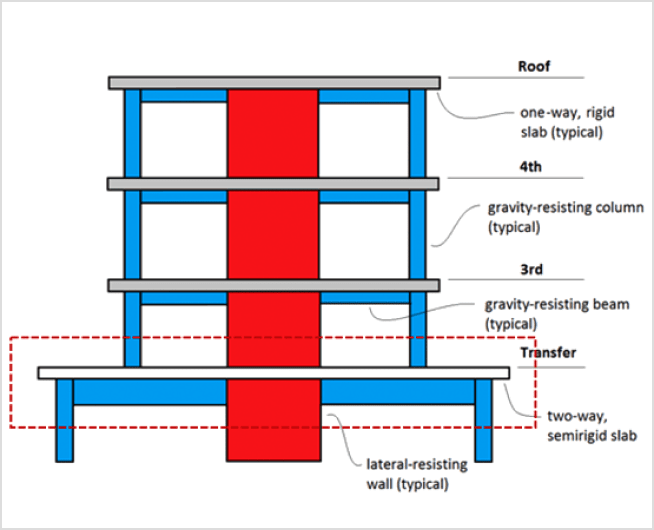 Roof
one-way, rigid
slab (typical)
4th
gravity-resisting column
(typical)
3rd
gravity-resisting beam
(typical)
Transfer
two-way,
semirigid slab
lateral-resisting
wall (typical)